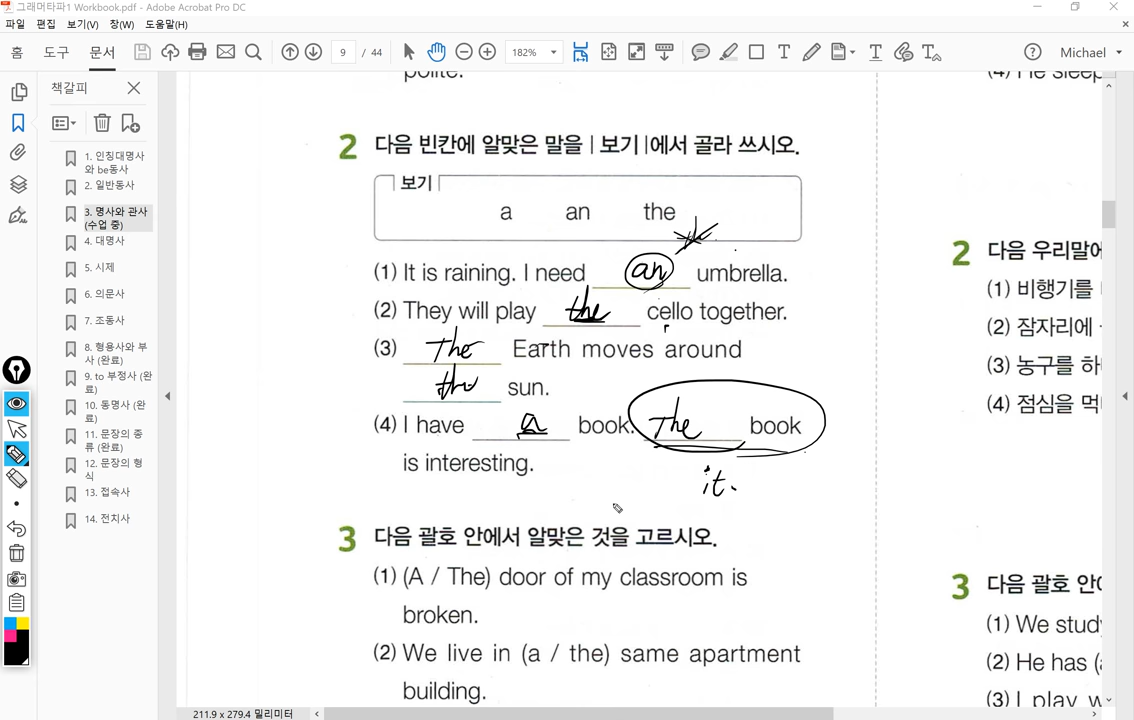 그래머타파1 Workbook.pdf - Adobe Acrobat Pro DC
파일 편집 보기(V) 창(W) 도움말(H)
홈 도구 문서 9 / 44 182% Michael
책갈피
1. 인칭대명사
와 be동사
2. 일반동사
3. 명사와 관사
(수업 중)
4. 대명사
5. 시제
6. 의문사
7. 조동사
8. 형용사와 부
사 (완료)
9. to 부정사 (완
료)
10. 동명사 (완
료)
11. 문장의 종
류 (완료)
12. 문장의 형
식
13. 접속사
14. 전치사
polite.
2 다음 빈칸에 알맞은 말을 | 보기 |에서 골라 쓰시오.
보기
a an the
(1) It is raining. I need an umbrella.
(2) They will play the cello together.
(3) The Earth moves around
the sun.
(4) I have a book. The book
is interesting.
it.
3 다음 괄호 안에서 알맞은 것을 고르시오.
(1) (A / The) door of my classroom is
broken.
(2) We live in (a / the) same apartment
building.
(4) He sleep
2 다음 우리말에
(1) 비행기를
(2) 잠자리에
(3) 농구를 하
(4) 점심을 먹
3 다음 괄호 안
(1) We study
(2) He has (
(3) I play w
211.9 x 279.4 밀리미터